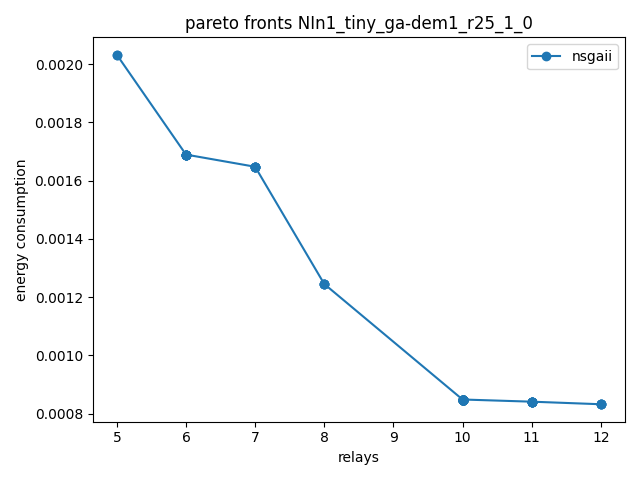 pareto fronts NIn1_tiny_ga-dem1_r25_1_0
nsgaii
energy consumption
0.0020
0.0018
0.0016
0.0014
0.0012
0.0010
0.0008
5 6 7 8 9 10 11 12
relays